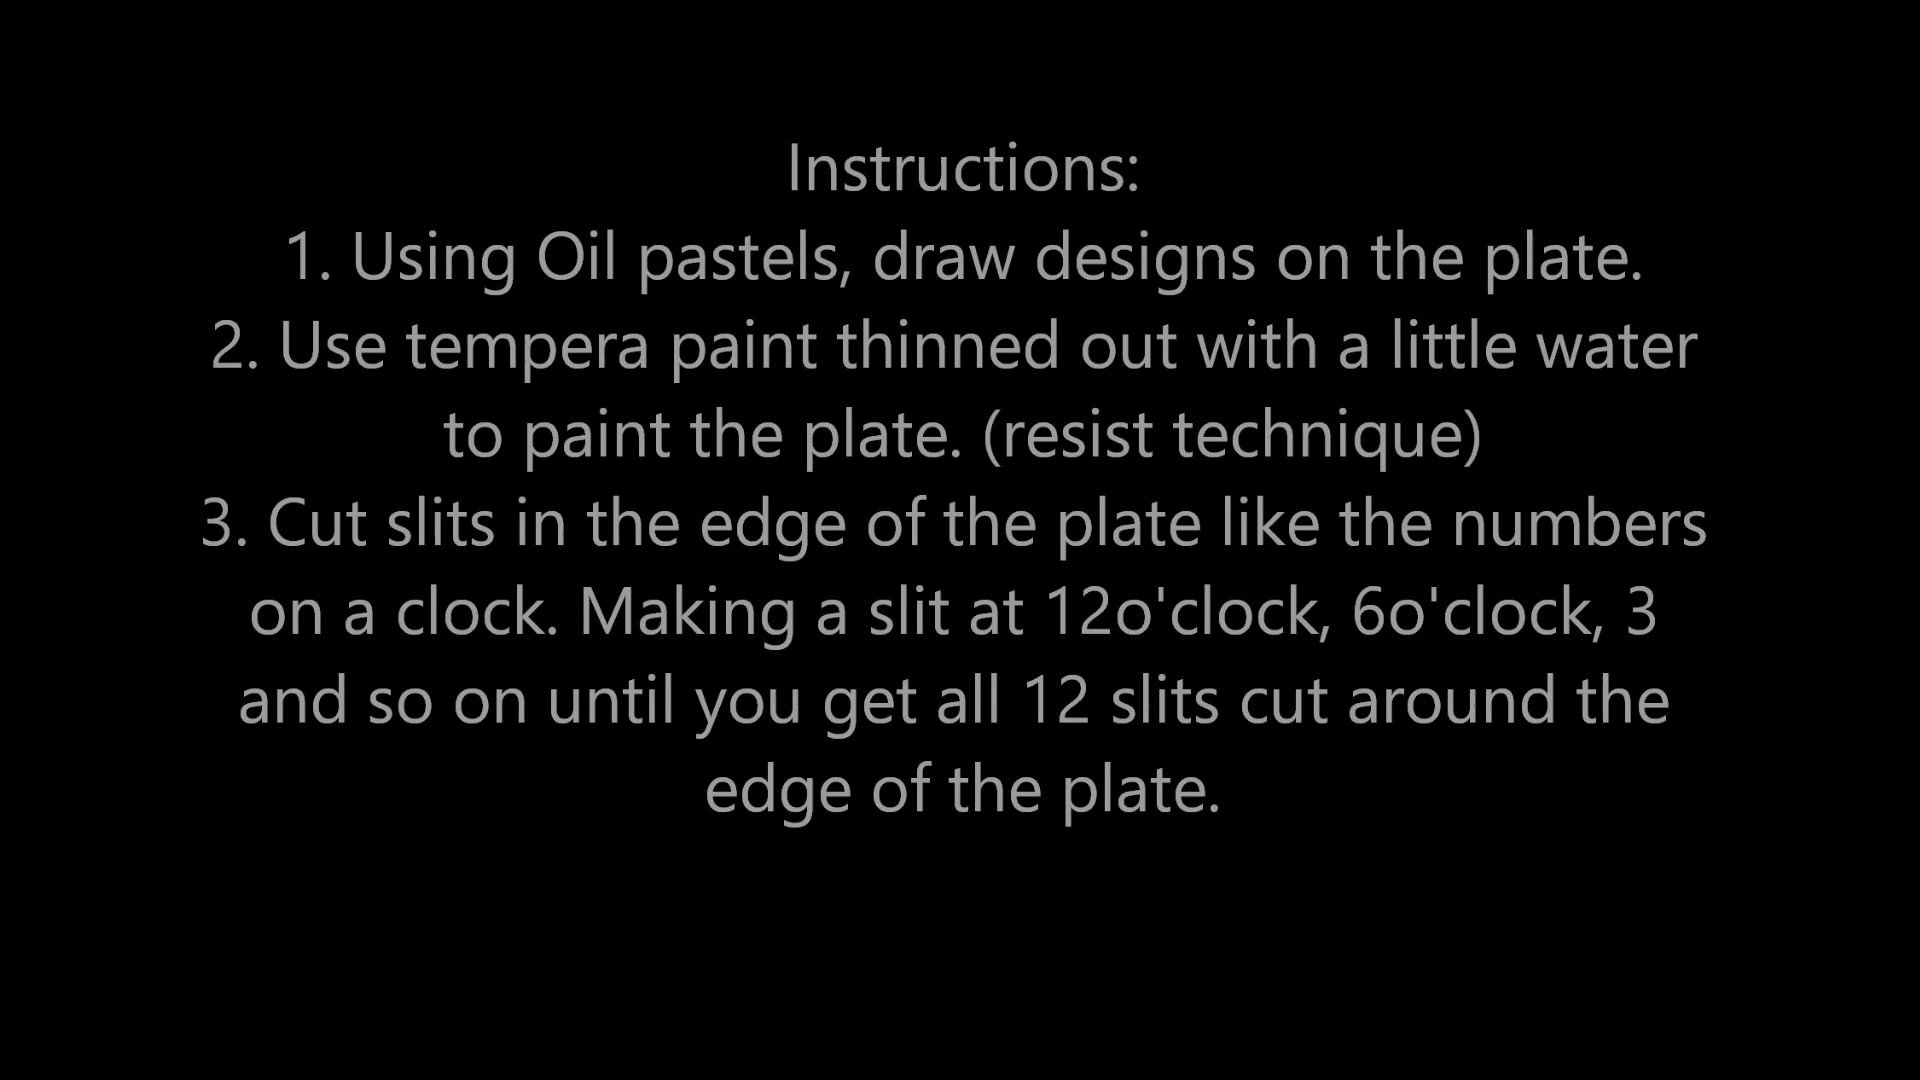 Instructions:
1. Using Oil pastels, draw designs on the plate.
2. Use tempera paint thinned out with a little water
to paint the plate. (resist technique)
3. Cut slits in the edge of the plate like the numbers
on a clock. Making a slit at 12o'clock, 6o'clock, 3
and so on until you get all 12 slits cut around the
edge of the plate.